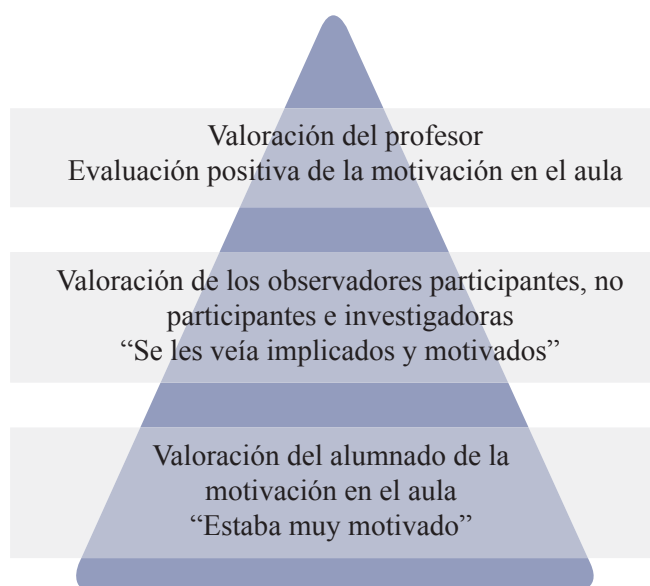 Valoración del profesor
Evaluación positiva de la motivación en el aula
Valoración de los observadores participantes, no
participantes e investigadoras
“Se les veía implicados y motivados”
Valoración del alumnado de la
motivación en el aula
“Estaba muy motivado”